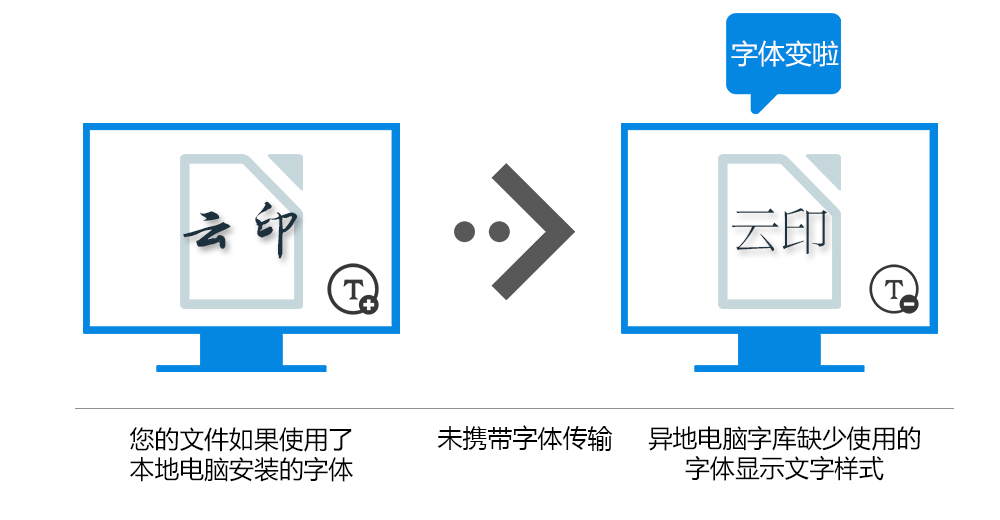 字体变啦
云印
T
云印
T
您的文件如果使用了
本地电脑安装的字体
未携带字体传输
异地电脑字库缺少使用的
字体显示文字样式